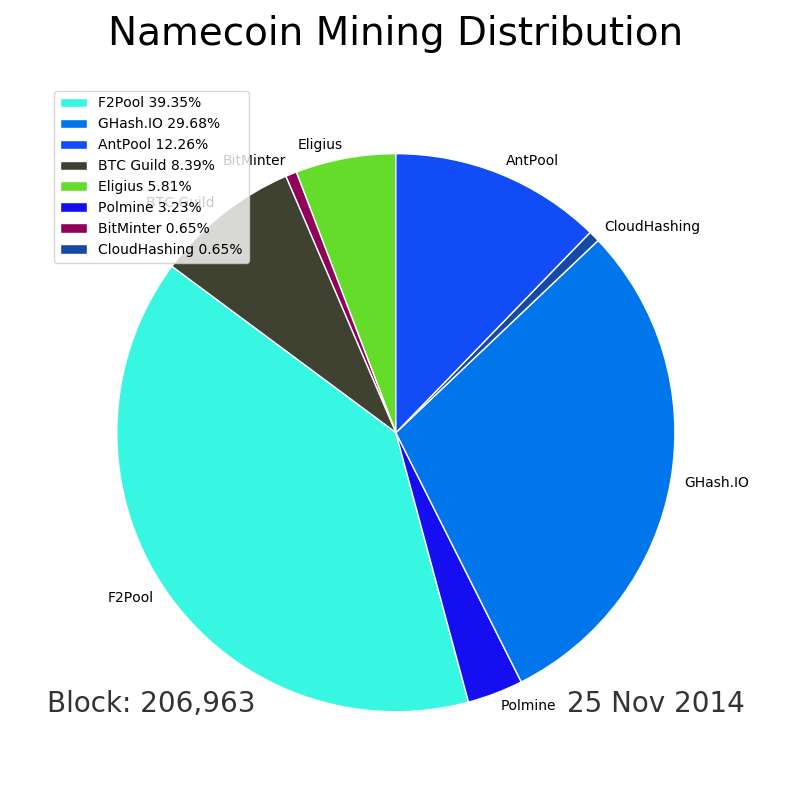 Namecoin Mining Distribution
F2Pool 39.35%
GHash.IO 29.68%
AntPool 12.26%
BTC Guild 8.39%
Eligius 5.81%
Polmine 3.23%
BitMinter 0.65%
CloudHashing 0.65%
Eligius
BitMinter
AntPool
BTC Guild
CloudHashing
GHash.IO
F2Pool
Polmine
Block: 206,963
25 Nov 2014